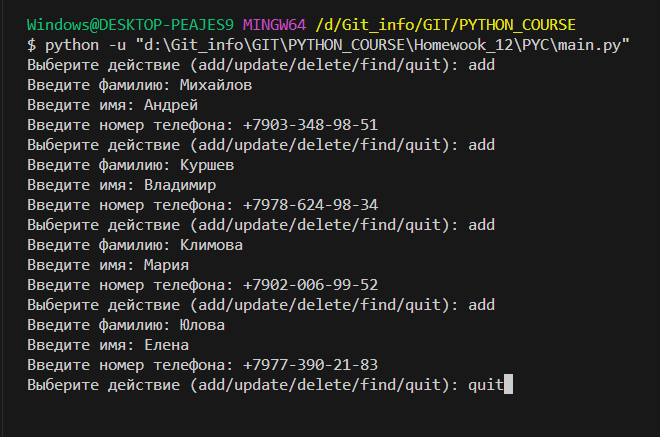 Windows@DESKTOP-PEAJES9 MINGW64 /d/Git_info/GIT/PYTHON_COURSE
$ python -u "d:\Git_info\GIT\PYTHON_COURSE\Homewook_12\PYC\main.py"
Выберите действие (add/update/delete/find/quit): add
Введите фамилию: Михайлов
Введите имя: Андрей
Введите номер телефона: +7903-348-98-51
Выберите действие (add/update/delete/find/quit): add
Введите фамилию: Куршев
Введите имя: Владимир
Введите номер телефона: +7978-624-98-34
Выберите действие (add/update/delete/find/quit): add
Введите фамилию: Климова
Введите имя: Мария
Введите номер телефона: +7902-006-99-52
Выберите действие (add/update/delete/find/quit): add
Введите фамилию: Юлова
Введите имя: Елена
Введите номер телефона: +7977-390-21-83
Выберите действие (add/update/delete/find/quit): quit